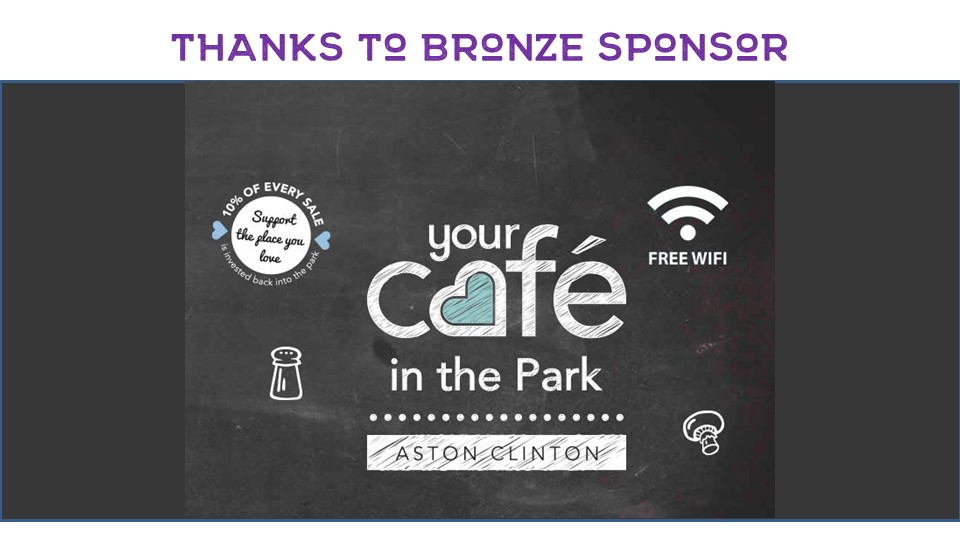 THANKS TO BRONZE SPONSOR
10% OF EVERY SALE
Support
the place you
love
is invested back into the park
FREE WIFI
your
café
in the Park
ASTON CLINTON